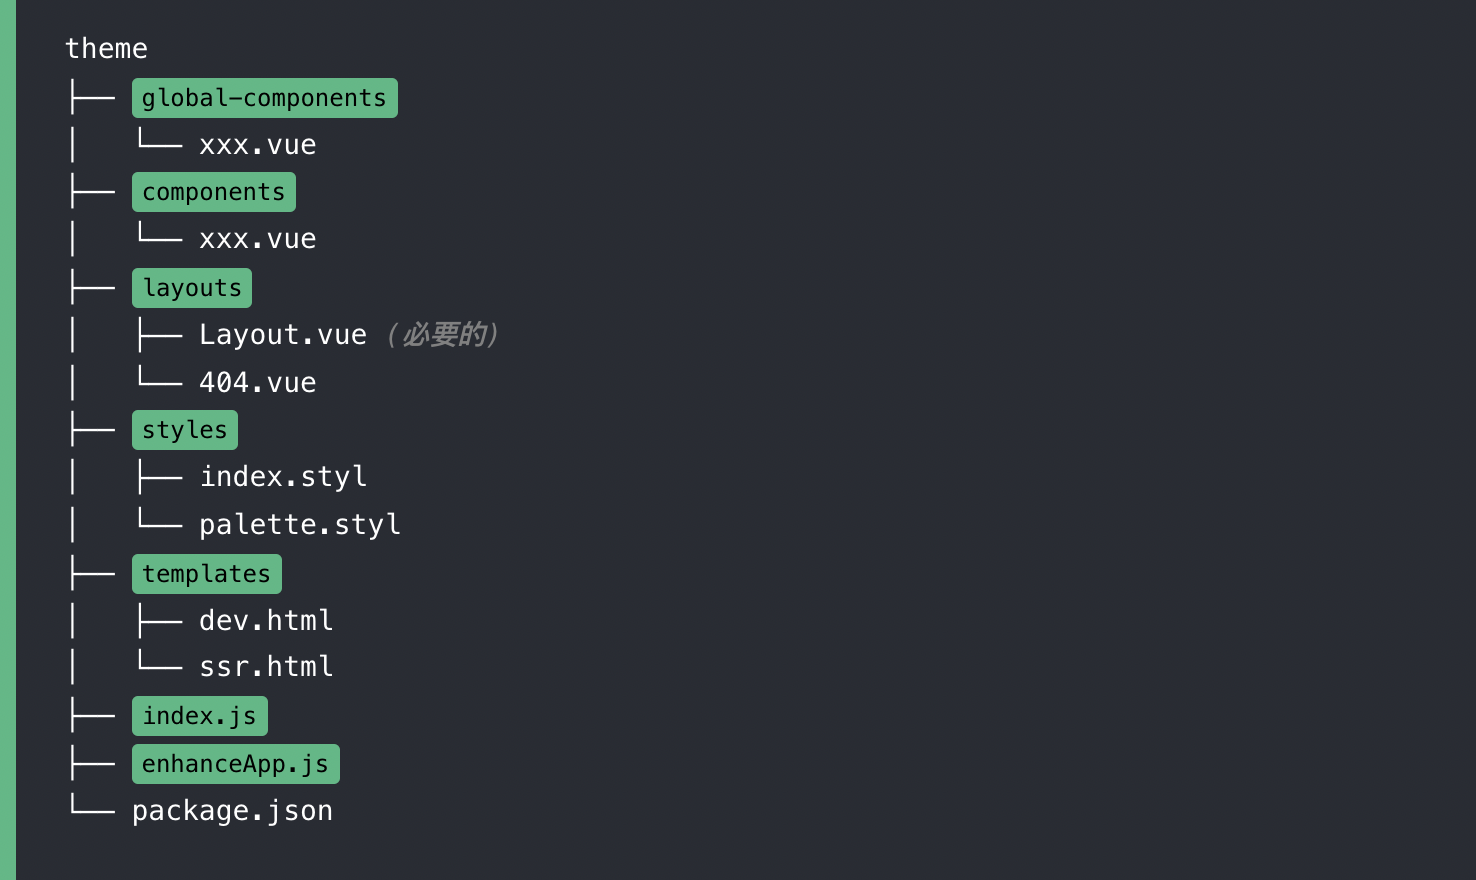 theme
├── global-components
│   └── xxx.vue
├── components
│   └── xxx.vue
├── layouts
│   ├── Layout.vue (必要的)
│   └── 404.vue
├── styles
│   ├── index.styl
│   └── palette.styl
├── templates
│   ├── dev.html
│   └── ssr.html
├── index.js
├── enhanceApp.js
└── package.json